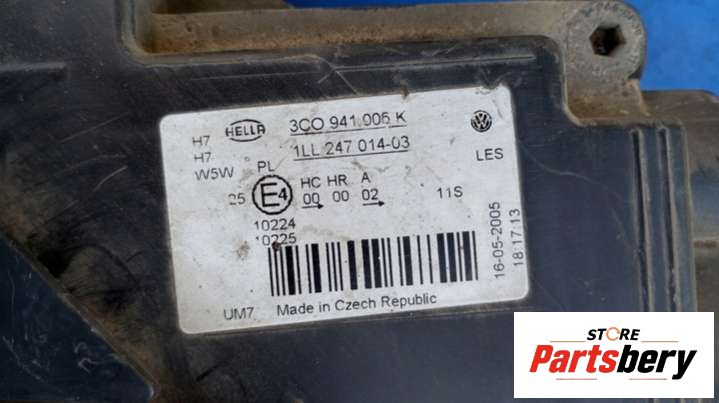 H7
HELLA
3C0 941 006 K
H7
1LL 247 014-03
W5W
PL
LES
25
E4
HC HR A
00 00 02
11S
10224
10225
16-05-2005
18:17:13
UM7
Made in Czech Republic
STORE
Partsbery